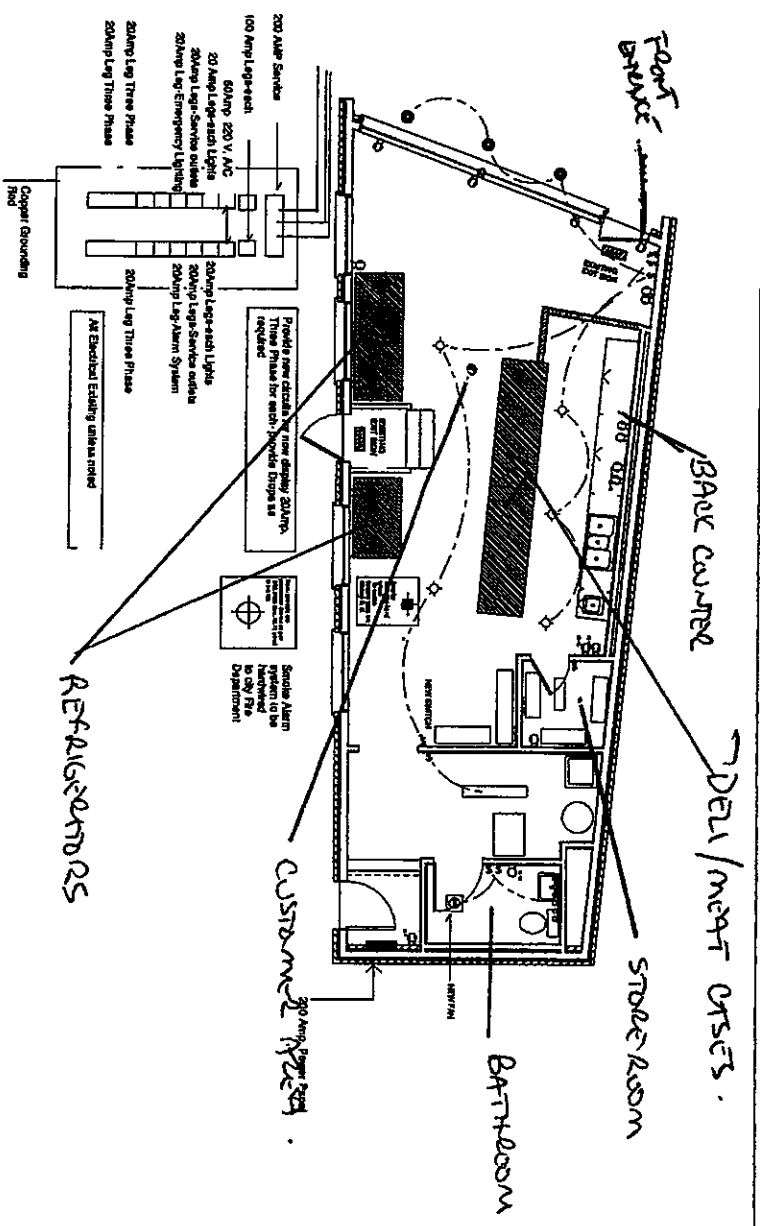 FRONT
ENTRANCE
BACK COUNTER
DELI/MEAT CASES.
STORE ROOM
BATHROOM
CUSTOMER AREA.
REFRIGERATORS
NEW SWITCH
NEW FAN
200 Amp. Power Panel
EXISTING
EXIT SIGN
200 AMP Service
100 Amp Legs-each
60Amp 220 V. A/C
20 Amp Legs-each Lights
20Amp Legs-Service outlets
20Amp Leg-Emergency Lighting
20Amp Leg Three Phase
20Amp Leg Three Phase
20Amp Legs-each Lights
20Amp Legs-Service outlets
20Amp Leg-Alarm System
20Amp Leg Three Phase
Copper Grounding
Rod
Provide new circuits for new display 20Amp,
Three Phase for each- provide Drops as
required
All Electrical Existing unless noted
Smoke Alarm
system to be
hardwired
to city Fire
Department